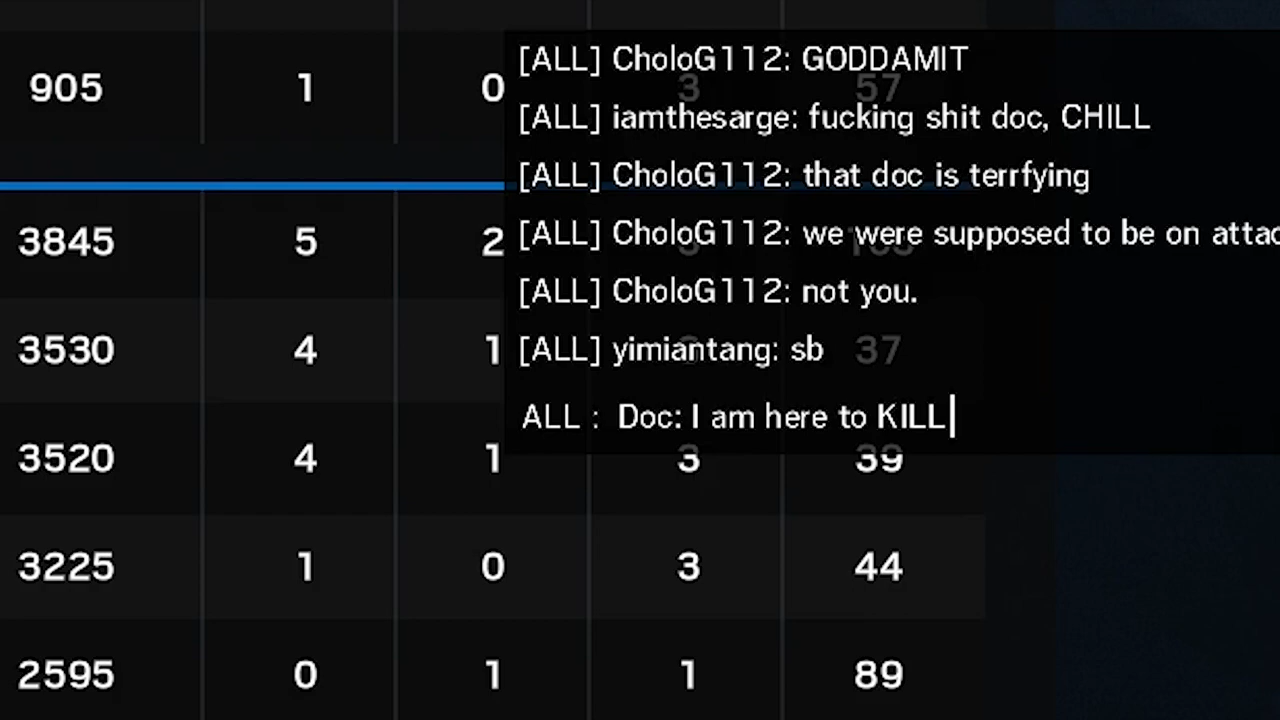 905 1 0 3 57
[ALL] CholoG112: GODDAMIT
[ALL] iamthesarge: fucking shit doc, CHILL
[ALL] CholoG112: that doc is terrfying
[ALL] CholoG112: we were supposed to be on attac
3845 5 2
[ALL] CholoG112: not you.
[ALL] yimiantang: sb
3530 4 1 37
ALL : Doc: I am here to KILL
3520 4 1 3 39
3225 1 0 3 44
2595 0 1 1 89